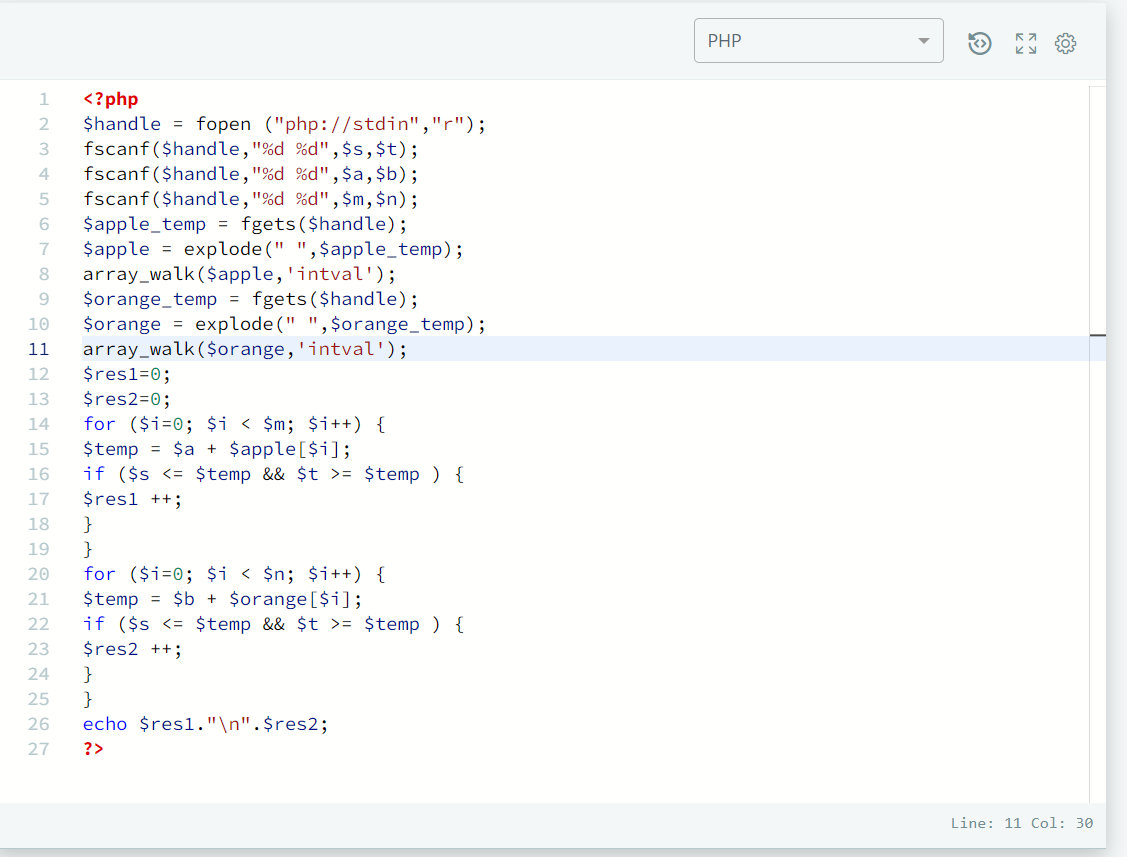 PHP
1 <?php
2 $handle = fopen ("php://stdin","r");
3 fscanf($handle,"%d %d",$s,$t);
4 fscanf($handle,"%d %d",$a,$b);
5 fscanf($handle,"%d %d",$m,$n);
6 $apple_temp = fgets($handle);
7 $apple = explode(" ",$apple_temp);
8 array_walk($apple,'intval');
9 $orange_temp = fgets($handle);
10 $orange = explode(" ",$orange_temp);
11 array_walk($orange,'intval');
12 $res1=0;
13 $res2=0;
14 for ($i=0; $i < $m; $i++) {
15 $temp = $a + $apple[$i];
16 if ($s <= $temp && $t >= $temp ) {
17 $res1 ++;
18 }
19 }
20 for ($i=0; $i < $n; $i++) {
21 $temp = $b + $orange[$i];
22 if ($s <= $temp && $t >= $temp ) {
23 $res2 ++;
24 }
25 }
26 echo $res1."\n".$res2;
27 ?>
Line: 11 Col: 30